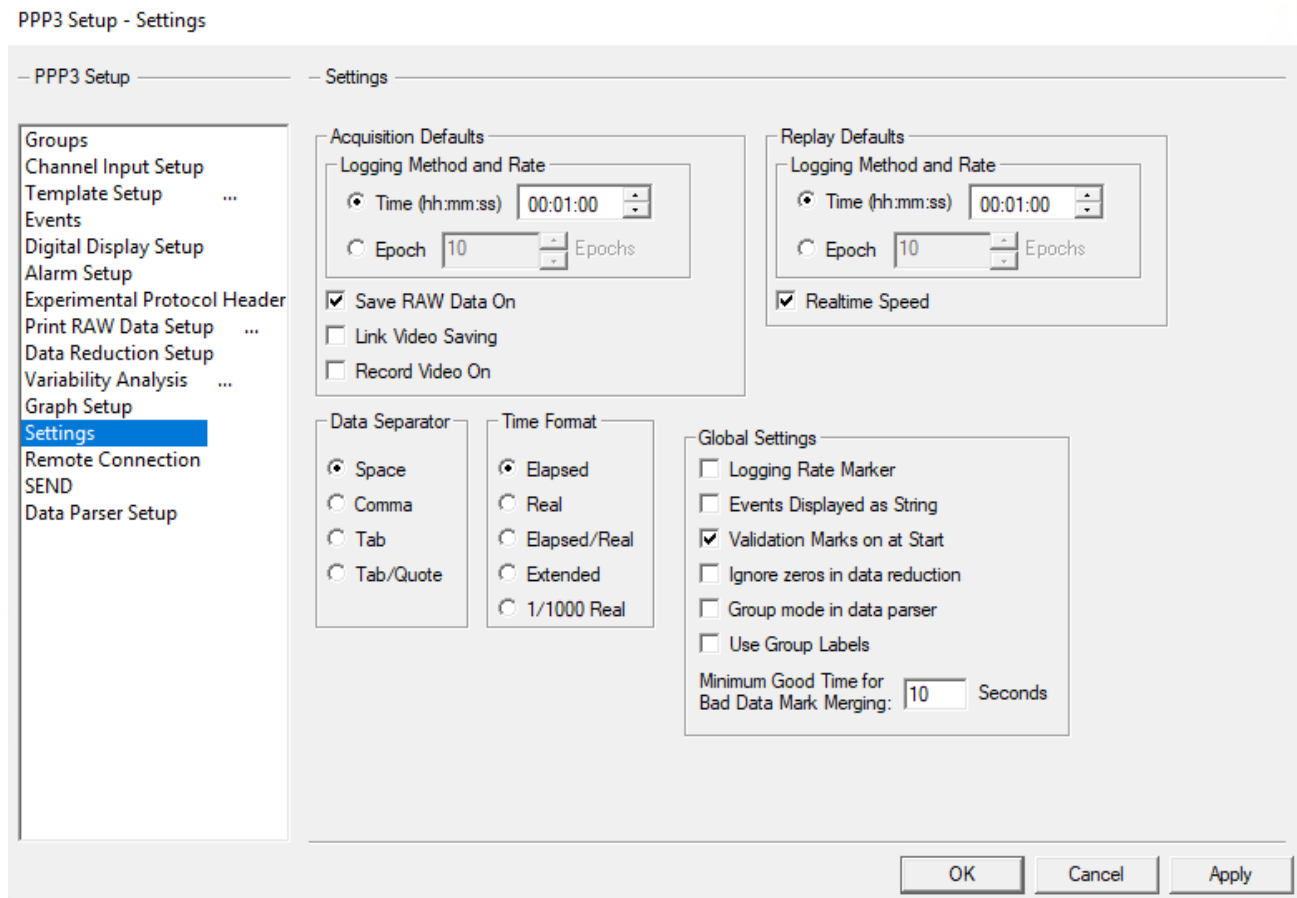 PPP3 Setup - Settings
PPP3 Setup
Groups
Channel Input Setup
Template Setup ...
Events
Digital Display Setup
Alarm Setup
Experimental Protocol Header
Print RAW Data Setup ...
Data Reduction Setup
Variability Analysis ...
Graph Setup
Settings
Remote Connection
SEND
Data Parser Setup
Settings
Acquisition Defaults
Logging Method and Rate
Time (hh:mm:ss) 00:01:00
Epoch 10 Epochs
Save RAW Data On
Link Video Saving
Record Video On
Replay Defaults
Logging Method and Rate
Time (hh:mm:ss) 00:01:00
Epoch 10 Epochs
Realtime Speed
Data Separator
Space
Comma
Tab
Tab/Quote
Time Format
Elapsed
Real
Elapsed/Real
Extended
1/1000 Real
Global Settings
Logging Rate Marker
Events Displayed as String
Validation Marks on at Start
Ignore zeros in data reduction
Group mode in data parser
Use Group Labels
Minimum Good Time for
Bad Data Mark Merging: 10 Seconds
OK Cancel Apply